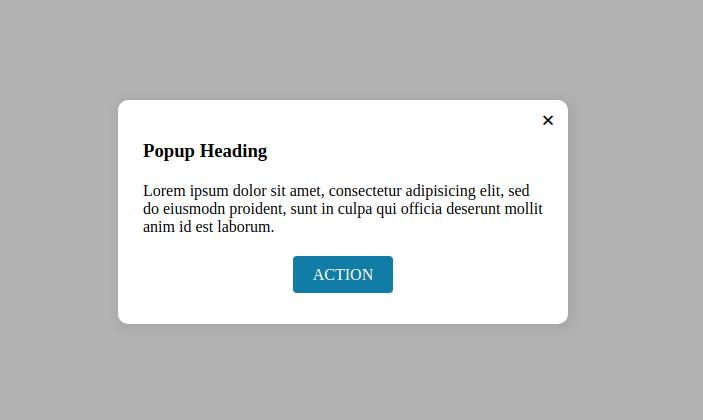 ✕
Popup Heading
Lorem ipsum dolor sit amet, consectetur adipisicing elit, sed
do eiusmodn proident, sunt in culpa qui officia deserunt mollit
anim id est laborum.
ACTION